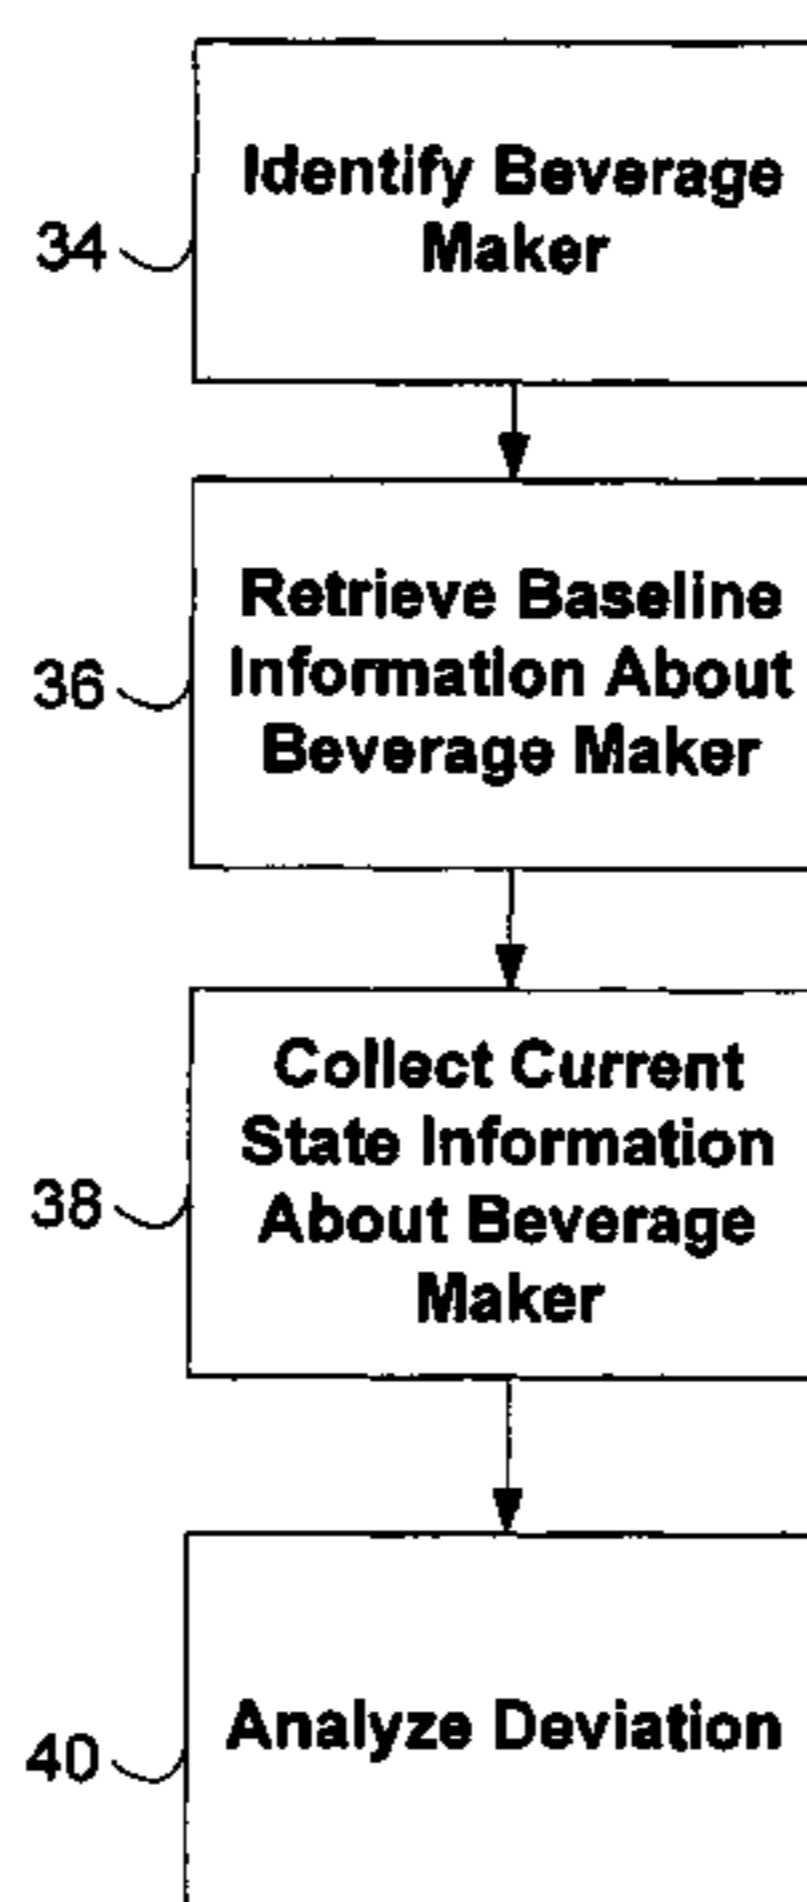 Identify Beverage
Maker
34
Retrieve Baseline
Information About
Beverage Maker
36
Collect Current
State Information
About Beverage
Maker
38
Analyze Deviation
40